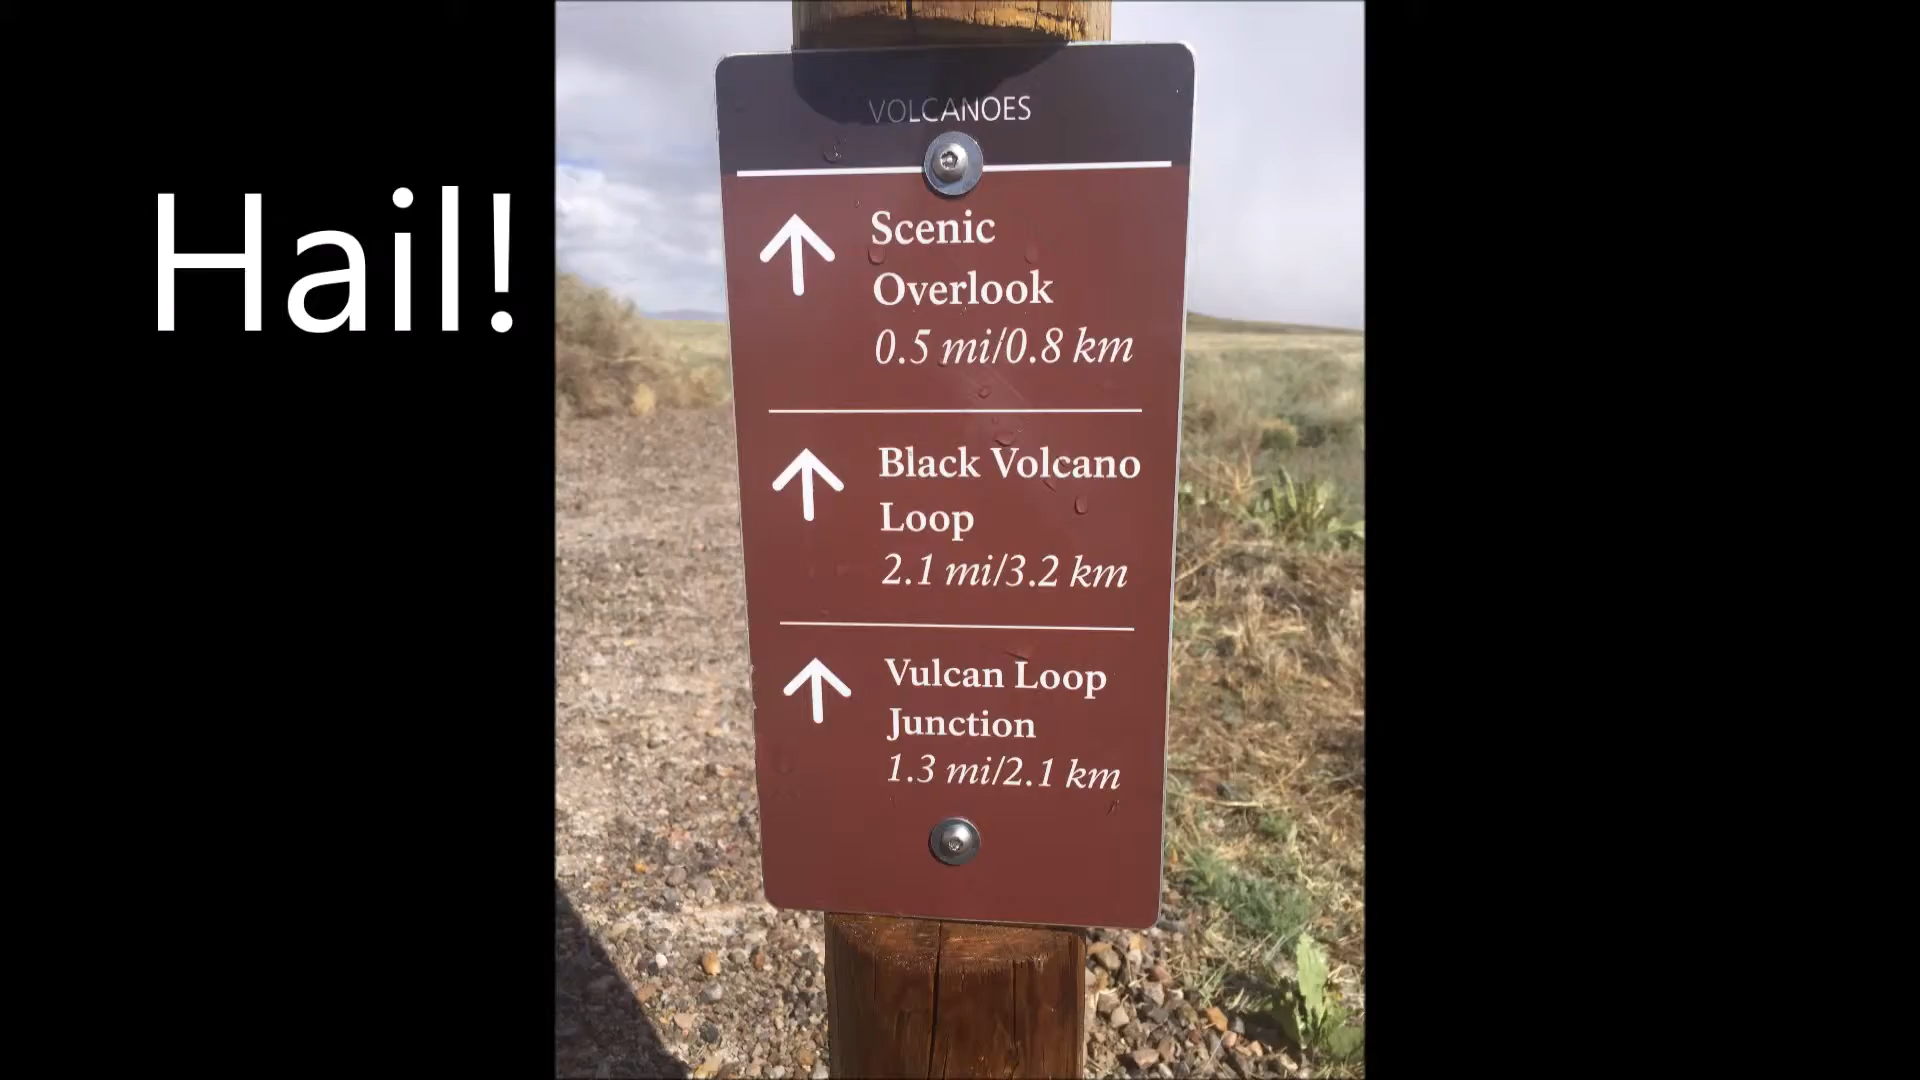 Hail!
VOLCANOES
Scenic
Overlook
0.5 mi/0.8 km
Black Volcano
Loop
2.1 mi/3.2 km
Vulcan Loop
Junction
1.3 mi/2.1 km